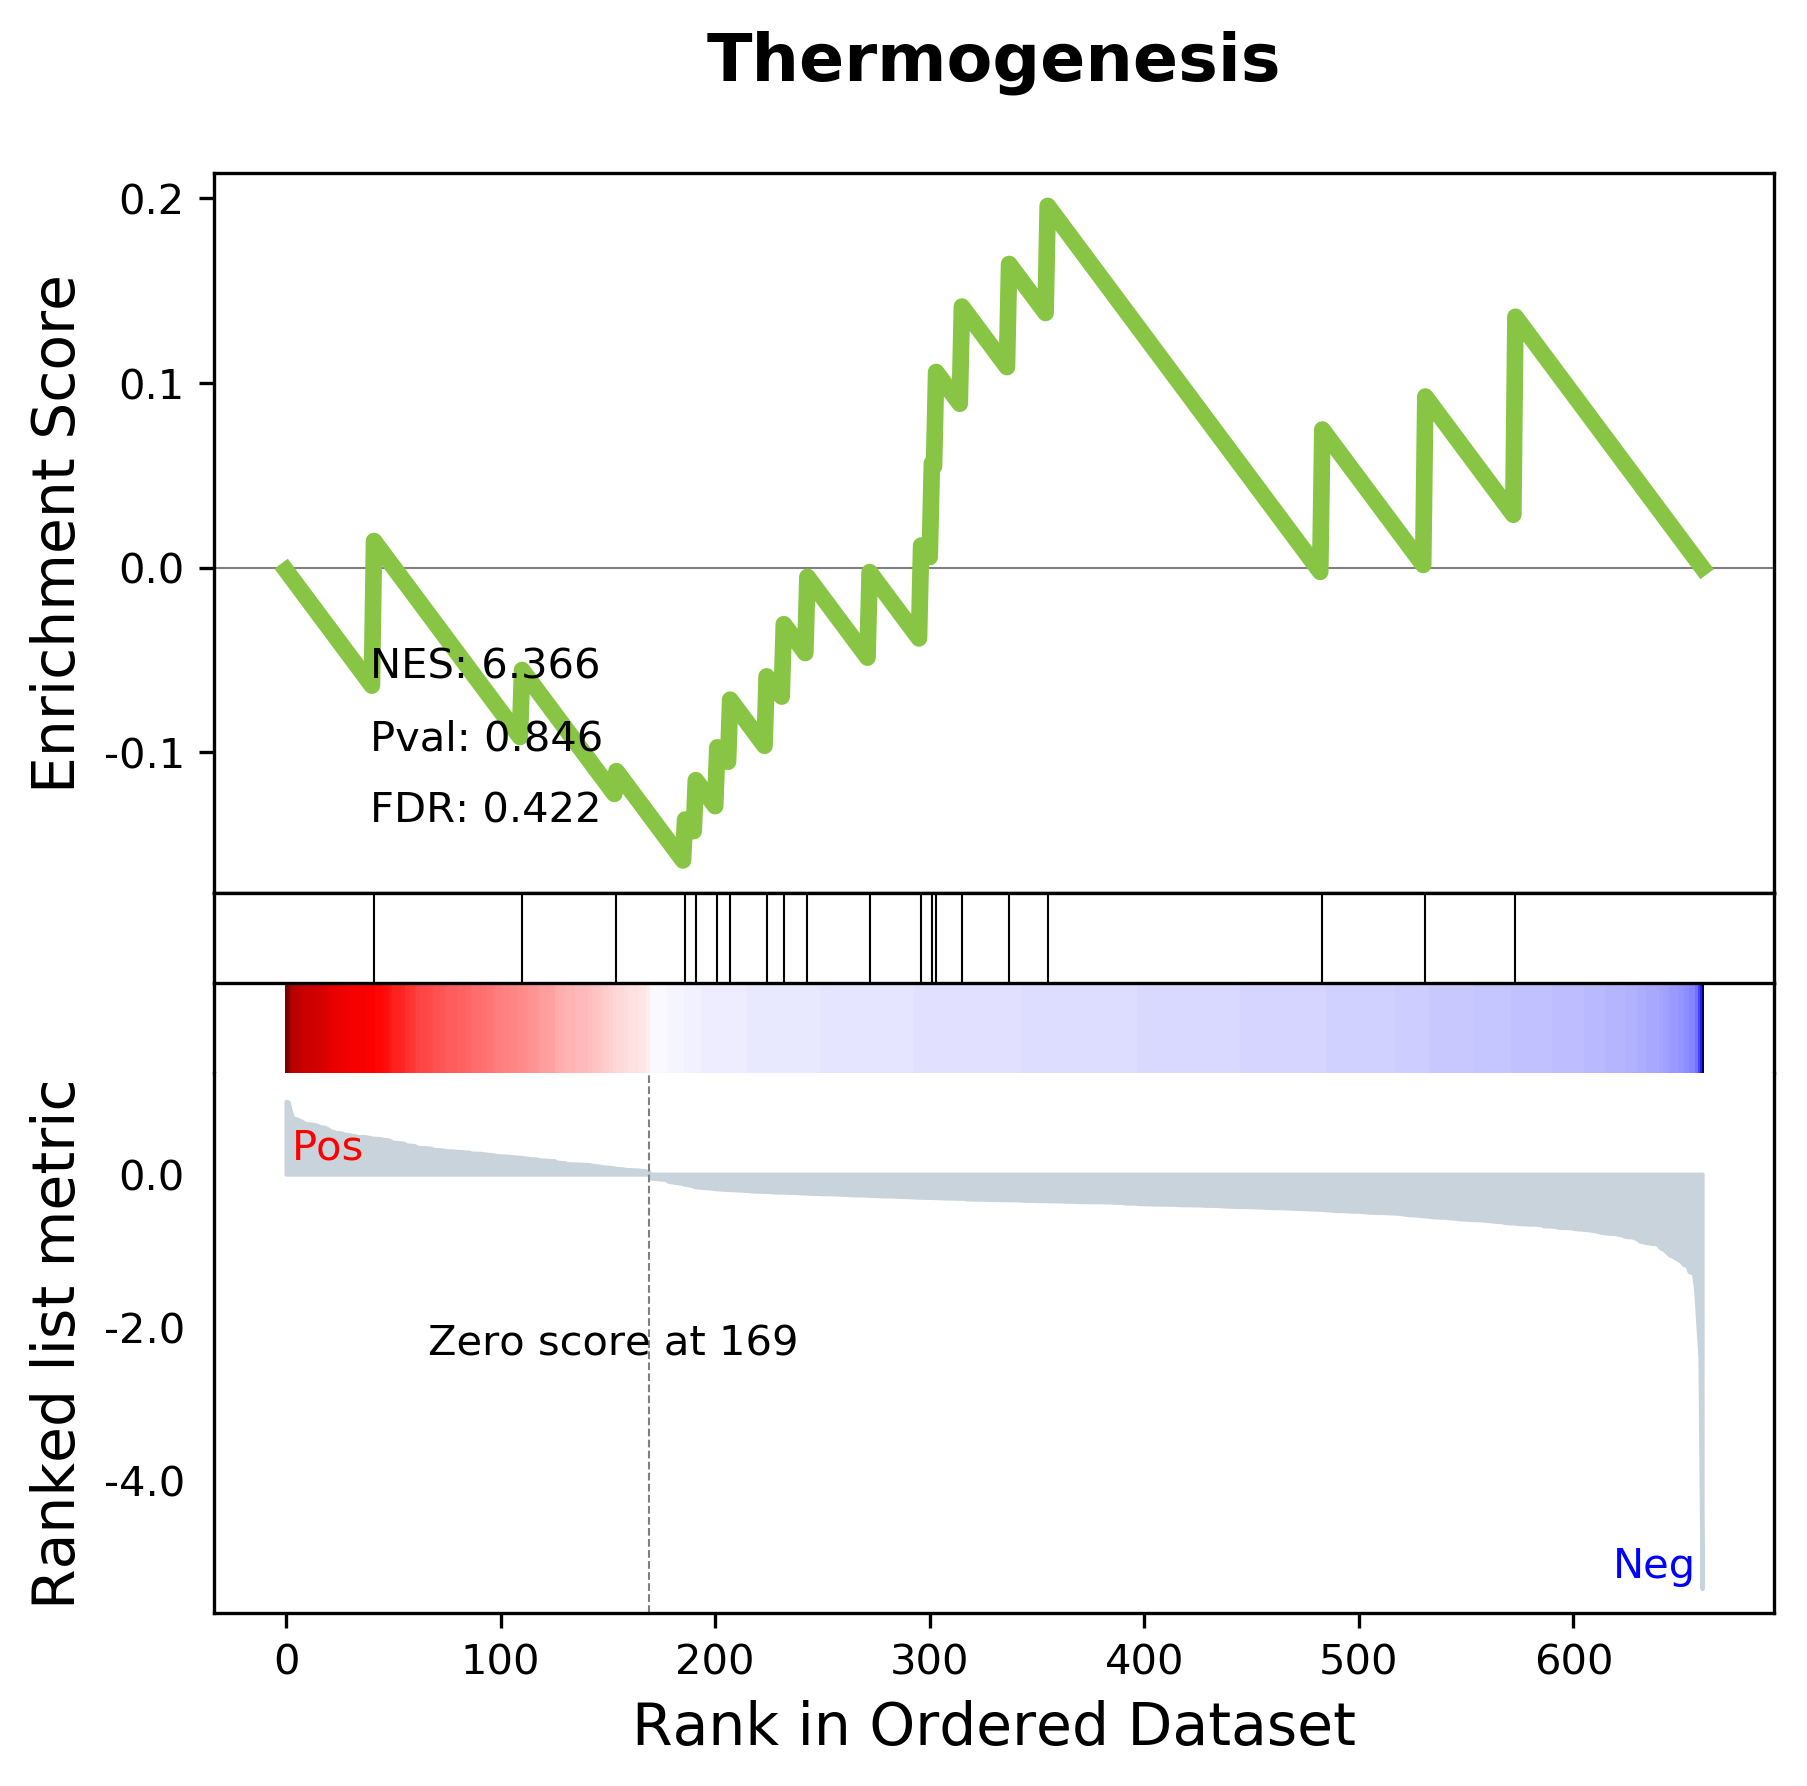 Thermogenesis
Enrichment Score
0.2
0.1
0.0
-0.1
NES: 6.366
Pval: 0.846
FDR: 0.422
Ranked list metric
Pos
0.0
-2.0
-4.0
Zero score at 169
Neg
0 100 200 300 400 500 600
Rank in Ordered Dataset